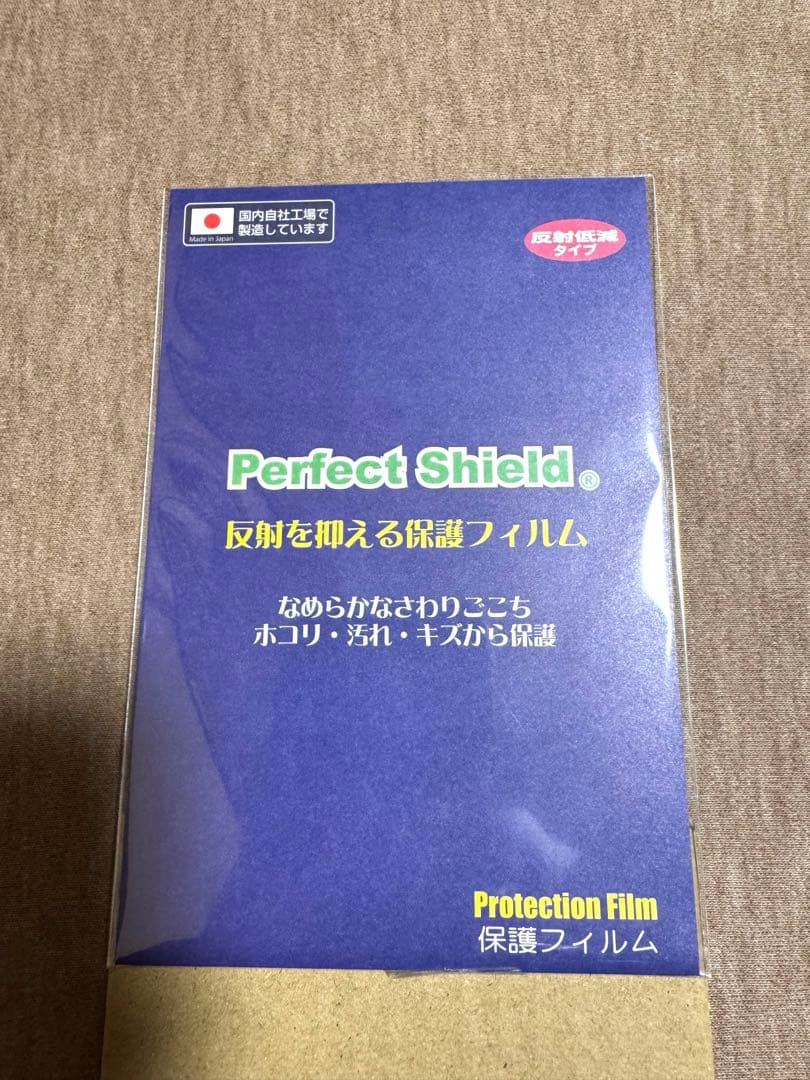 国内自社工場で
製造しています
Made in Japan
反射低減
タイプ
Perfect Shield®
反射を抑える保護フィルム
なめらかなさわりごこち
ホコリ・汚れ・キズから保護
Protection Film
保護フィルム